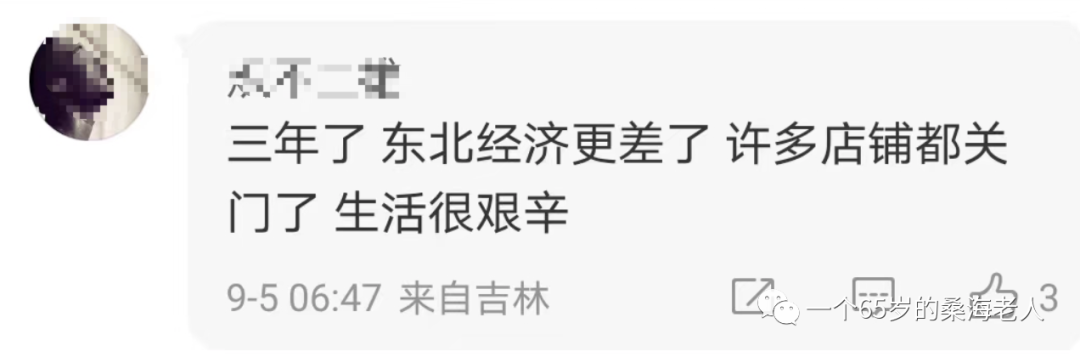 三年了 东北经济更差了 许多店铺都关
门了 生活很艰辛
9-5 06:47 来自吉林
3
一个65岁的桑海老人